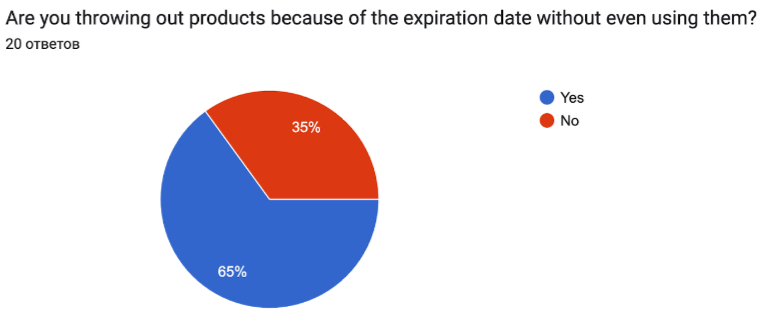 Are you throwing out products because of the expiration date without even using them?
20 ответов
Yes
No
35%
65%